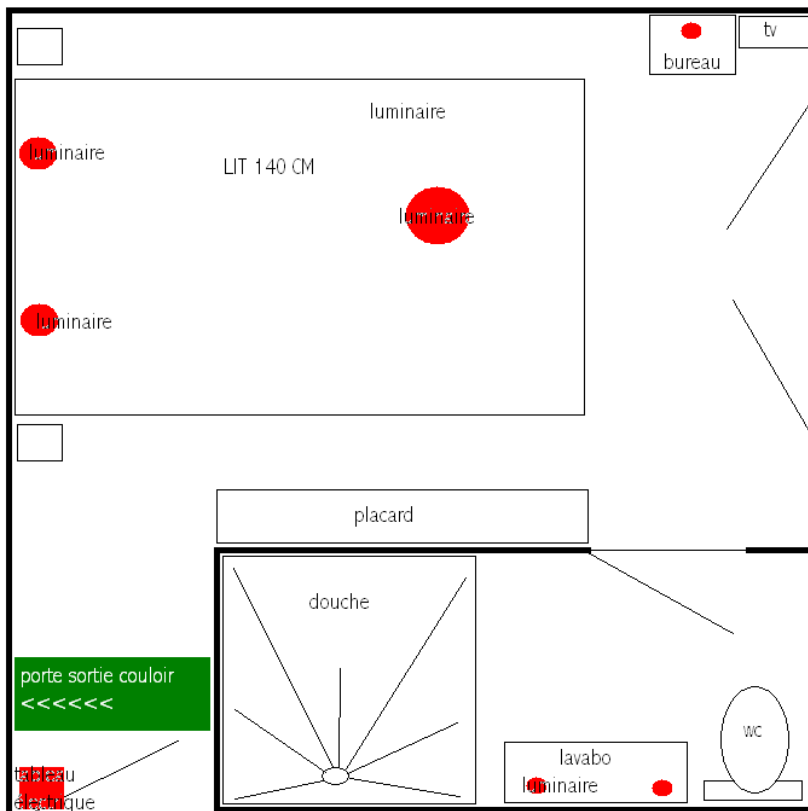 tv
bureau
luminaire
luminaire
LIT 140 CM
luminaire
luminaire
placard
douche
porte sortie couloir
<<<<<<
wc
lavabo
luminaire
tableau
électrique